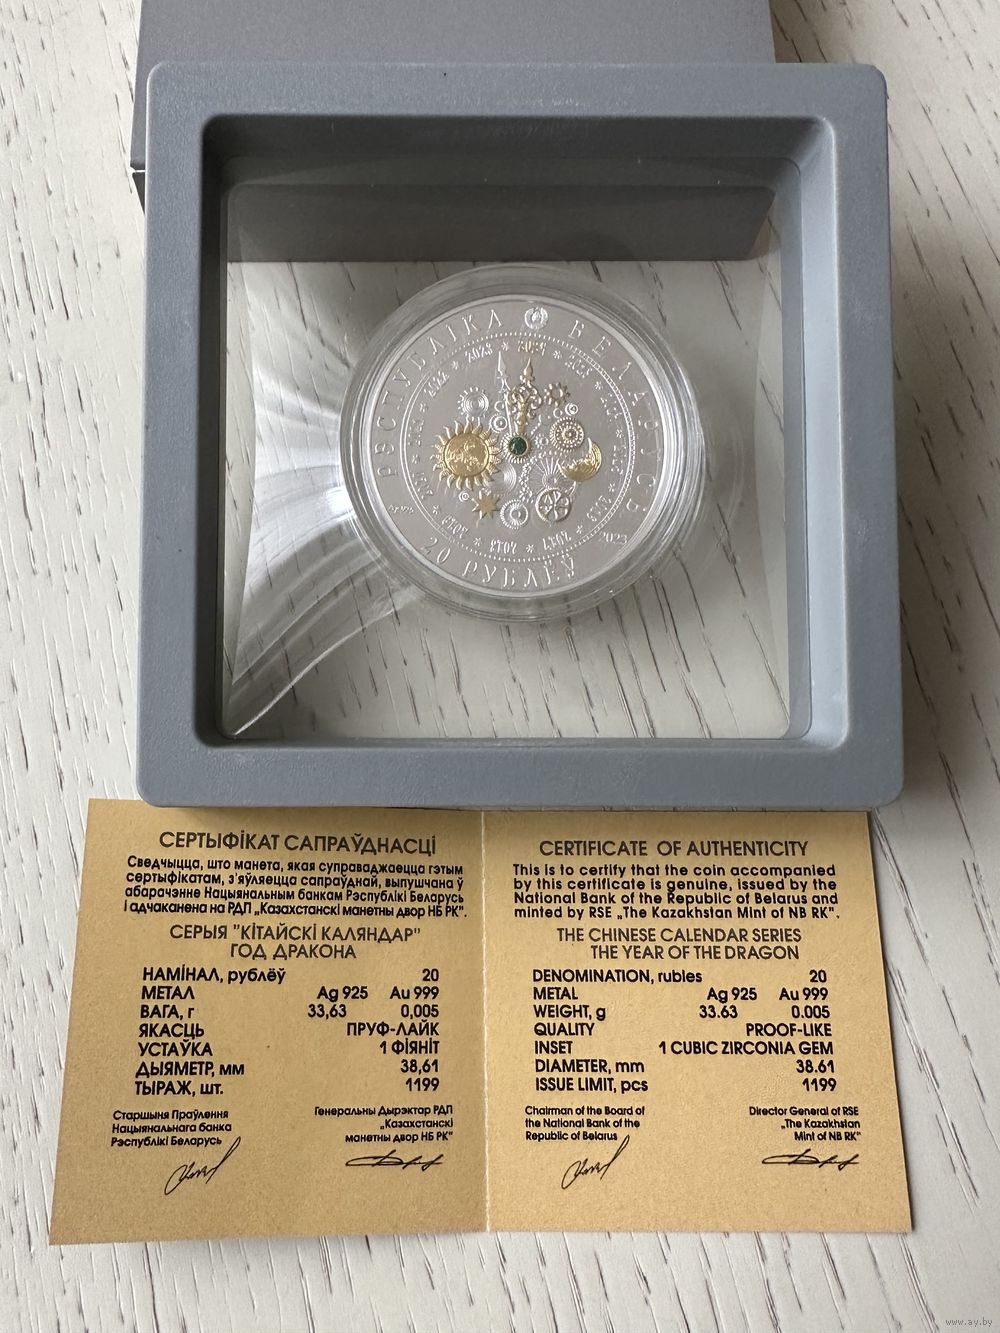 РЭСПУБЛІКА БЕЛАРУСЬ
20 РУБЛЁЎ
2023
СЕРТЫФІКАТ САПРАЎДНАСЦІ
Сведчыцца, што манета, якая суправаджаецца гэтым
сертыфікатам, з'яўляецца сапраўднай, выпушчана ў
абарачэнне Нацыянальным банкам Рэспублікі Беларусь
і адчаканена на РДП „Казахстанскі манетны двор НБ РК".
СЕРЫЯ "КІТАЙСКІ КАЛЯНДАР"
ГОД ДРАКОНА
НАМІНАЛ, рублёў 20
МЕТАЛ Ag 925 Au 999
ВАГА, г 33,63 0,005
ЯКАСЦЬ ПРУФ-ЛАЙК
УСТАЎКА 1 ФІЯНІТ
ДЫЯМЕТР, мм 38,61
ТЫРАЖ, шт. 1199
Старшыня Праўлення
Нацыянальнага банка
Рэспублікі Беларусь
Генеральны Дырэктар РДП
„Казахстанскі
манетны двор НБ РК"
CERTIFICATE OF AUTHENTICITY
This is to certify that the coin accompanied
by this certificate is genuine, issued by the
National Bank of the Republic of Belarus and
minted by RSE „The Kazakhstan Mint of NB RK".
THE CHINESE CALENDAR SERIES
THE YEAR OF THE DRAGON
DENOMINATION, rubles 20
METAL Ag 925 Au 999
WEIGHT, g 33.63 0.005
QUALITY PROOF-LIKE
INSET 1 CUBIC ZIRCONIA GEM
DIAMETER, mm 38.61
ISSUE LIMIT, pcs 1199
Chairman of the Board of
the National Bank of the
Republic of Belarus
Director General of RSE
„The Kazakhstan
Mint of NB RK"
www.ay.by